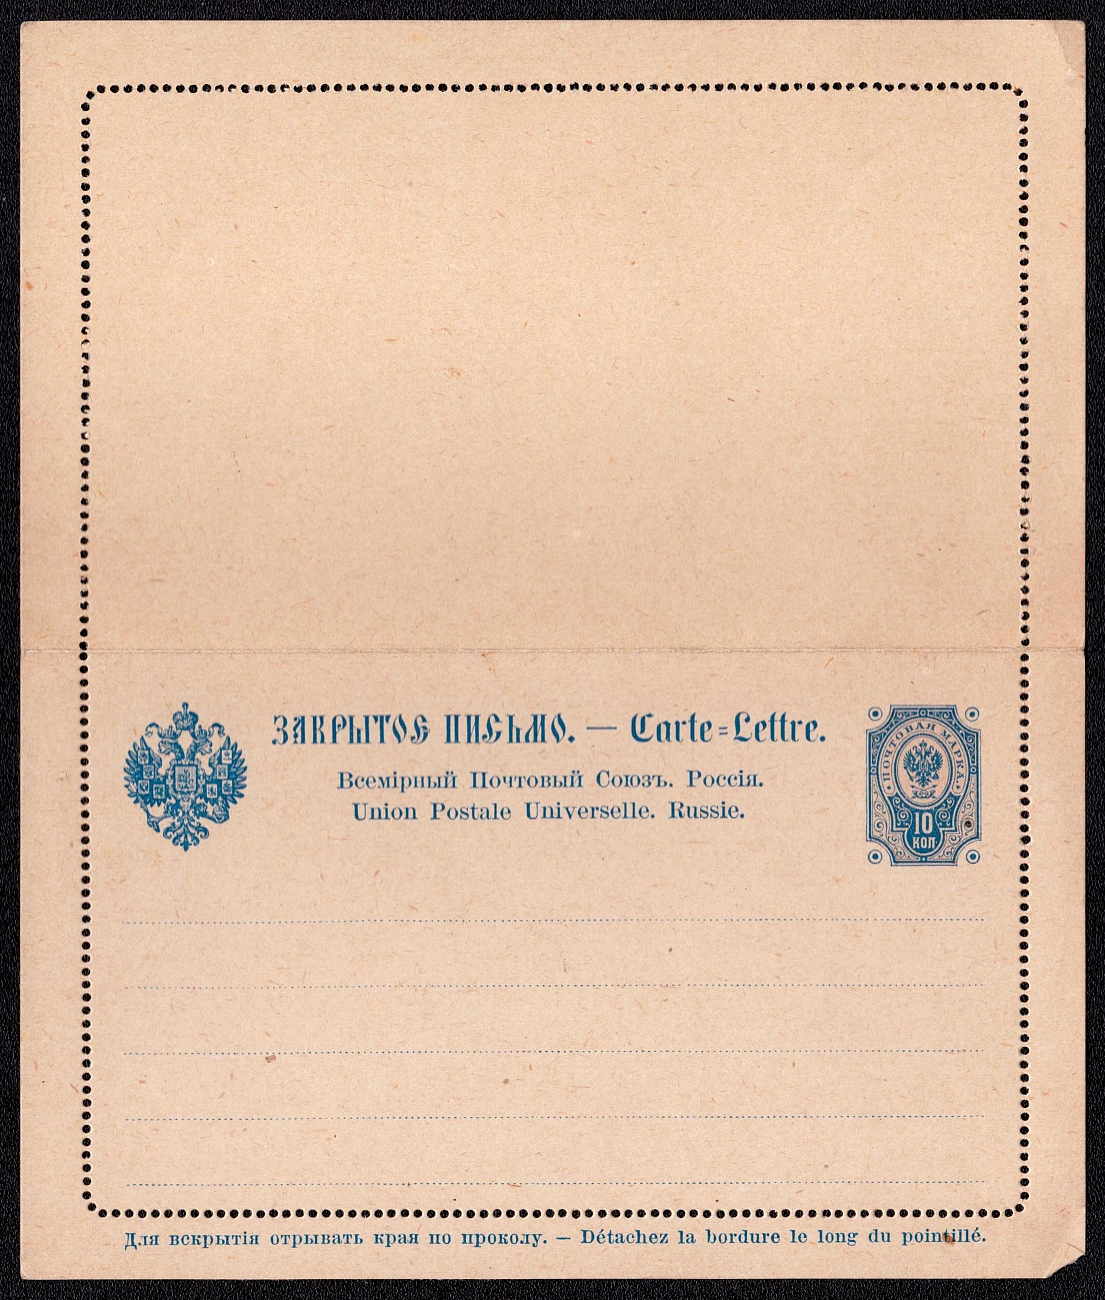 ЗАКРЫТОЕ ПИСЬМО. — Carte-Lettre.
Всемірный Почтовый Союзъ. Россія.
Union Postale Universelle. Russie.
ПОЧТОВАЯ МАРКА.
10
КОП
Для вскрытія отрывать края по проколу. — Détachez la bordure le long du pointillé.